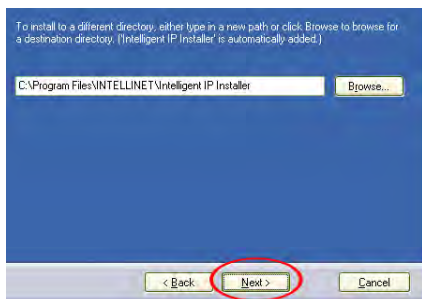 To install to a different directory, either type in a new path or click Browse to browse for
a destination directory. ('Intelligent IP Installer' is automatically added.)
C:\Program Files\INTELLINET\Intelligent IP Installer
Browse...
< Back
Next >
Cancel